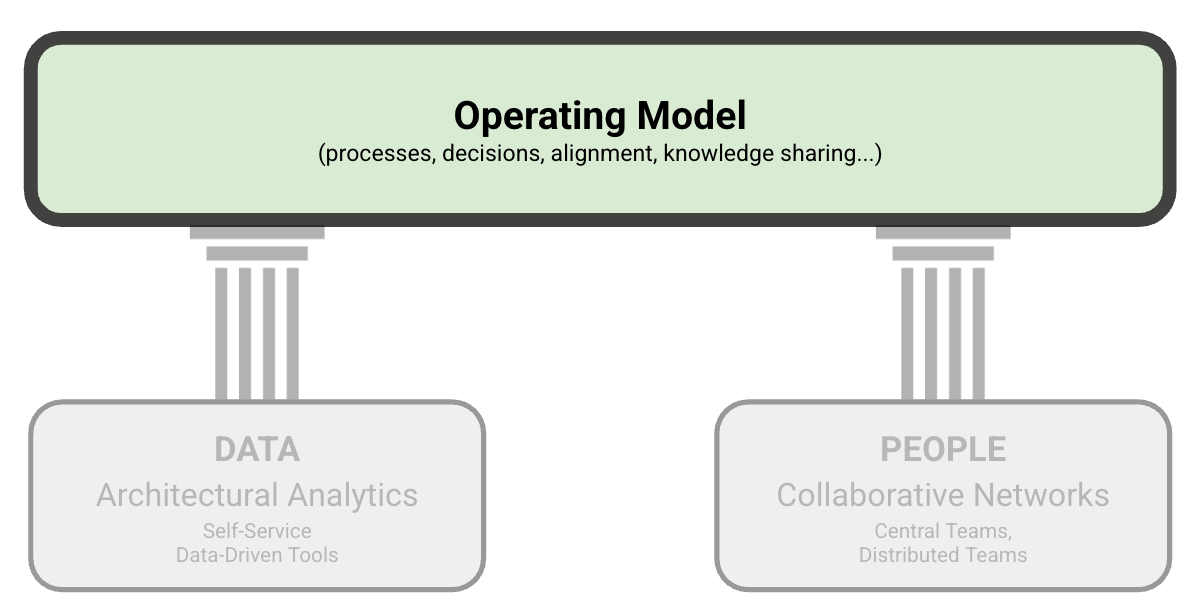 Operating Model
(processes, decisions, alignment, knowledge sharing...)
DATA
Architectural Analytics
Self-Service
Data-Driven Tools
PEOPLE
Collaborative Networks
Central Teams,
Distributed Teams